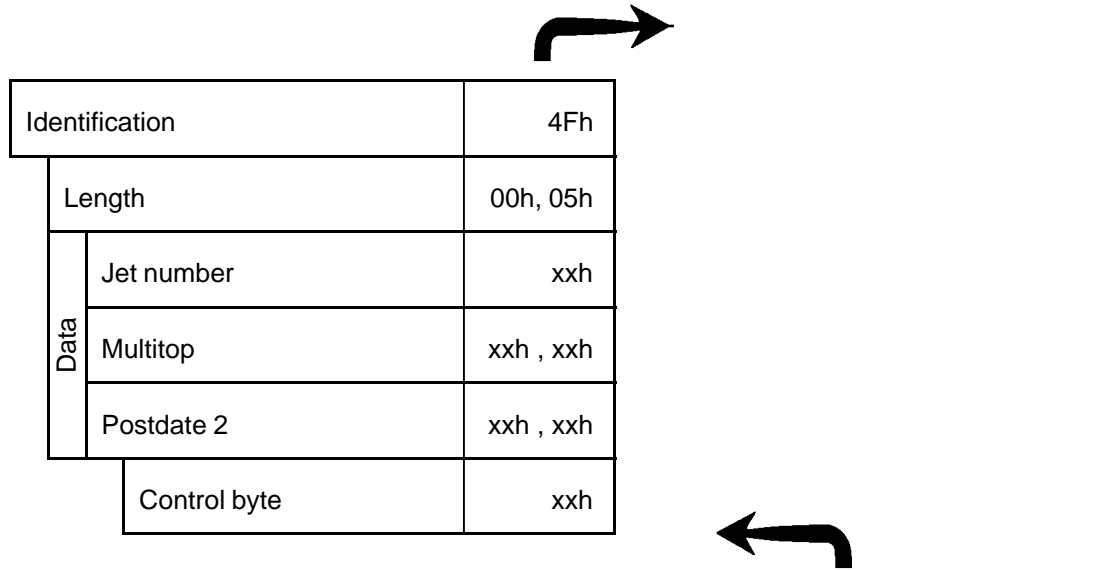 Identification 4Fh
Length 00h, 05h
Data
Jet number xxh
Multitop xxh , xxh
Postdate 2 xxh , xxh
Control byte xxh